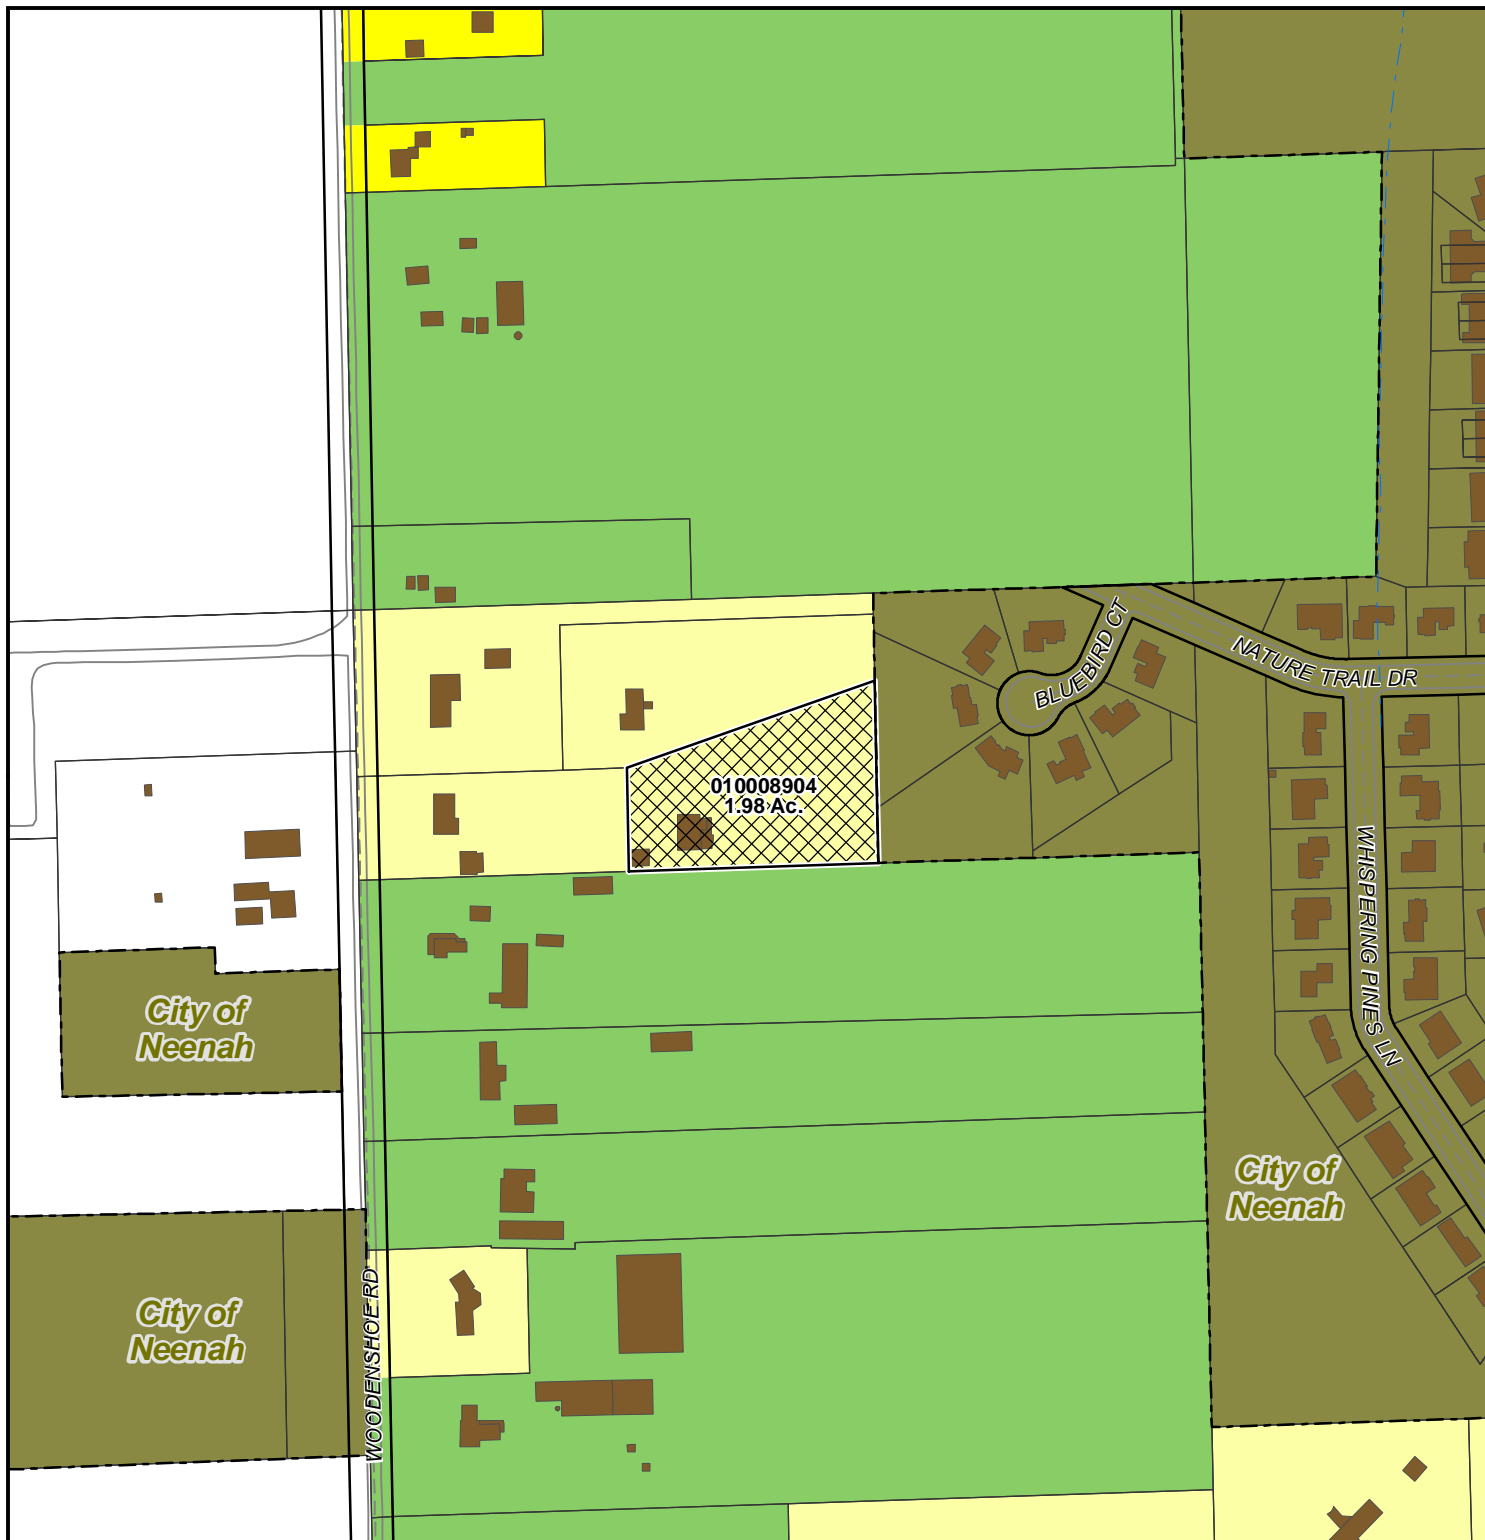 BLUEBIRD CT
NATURE TRAIL DR
010008904
1.98 Ac.
WHISPERING PINES LN
City of
Neenah
City of
Neenah
City of
Neenah
WOODENSHOE RD